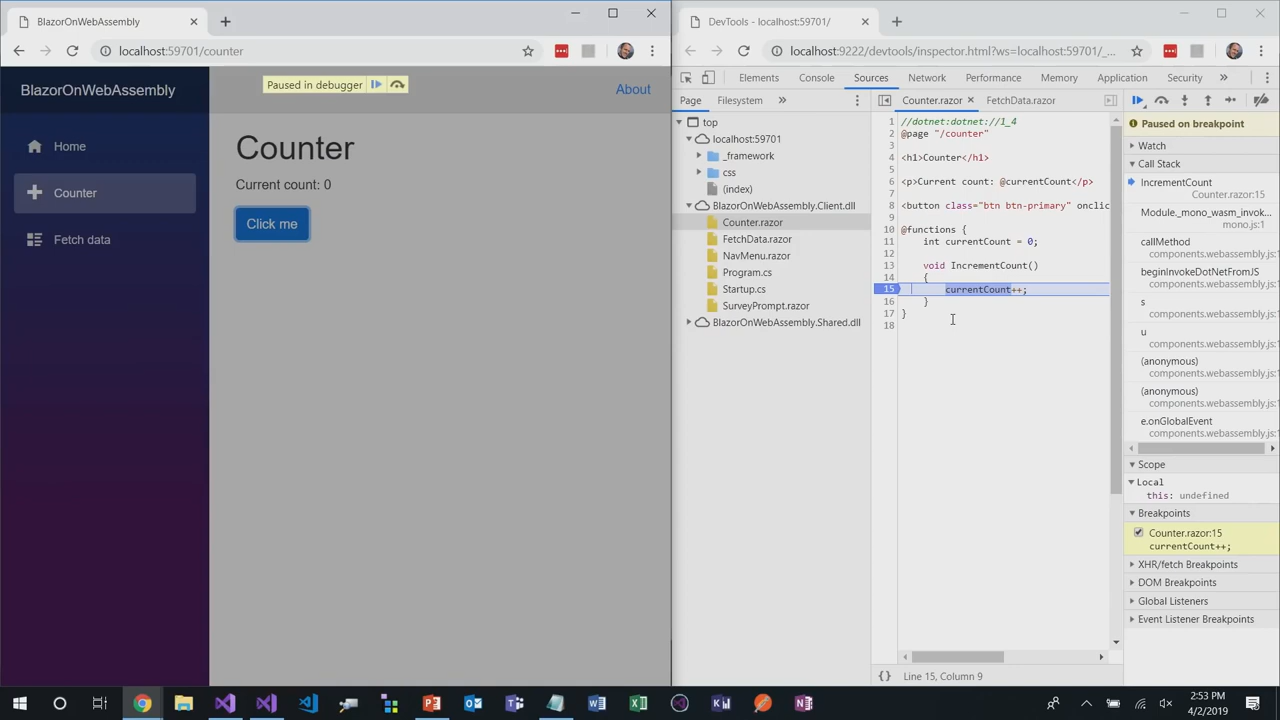 BlazorOnWebAssembly
localhost:59701/counter
BlazorOnWebAssembly
Home
Counter
Fetch data
Paused in debugger
About
Counter
Current count: 0
Click me
DevTools - localhost:59701/
localhost:9222/devtools/inspector.html?ws=localhost:59701/_...
Elements Console Sources Network Performance Memory Application Security
Page Filesystem
top
localhost:59701
_framework
css
(index)
BlazorOnWebAssembly.Client.dll
Counter.razor
FetchData.razor
NavMenu.razor
Program.cs
Startup.cs
SurveyPrompt.razor
BlazorOnWebAssembly.Shared.dll
Counter.razor FetchData.razor
1 //dotnet:dotnet://1_4
2 @page "/counter"
3
4 <h1>Counter</h1>
5
6 <p>Current count: @currentCount</p>
7
8 <button class="btn btn-primary" onclic
9
10 @functions {
11 int currentCount = 0;
12
13 void IncrementCount()
14 {
15 currentCount++;
16 }
17 }
18
{ } Line 15, Column 9
Paused on breakpoint
Watch
Call Stack
IncrementCount
Counter.razor:15
Module._mono_wasm_invok...
mono.js:1
callMethod
components.webassembly.js:1
beginInvokeDotNetFromJS
components.webassembly.js:1
s
components.webassembly.js:1
u
components.webassembly.js:1
(anonymous)
components.webassembly.js:1
(anonymous)
components.webassembly.js:1
e.onGlobalEvent
components.webassembly.js:1
Scope
Local
this: undefined
Breakpoints
Counter.razor:15
currentCount++;
XHR/fetch Breakpoints
DOM Breakpoints
Global Listeners
Event Listener Breakpoints
2:53 PM
4/2/2019